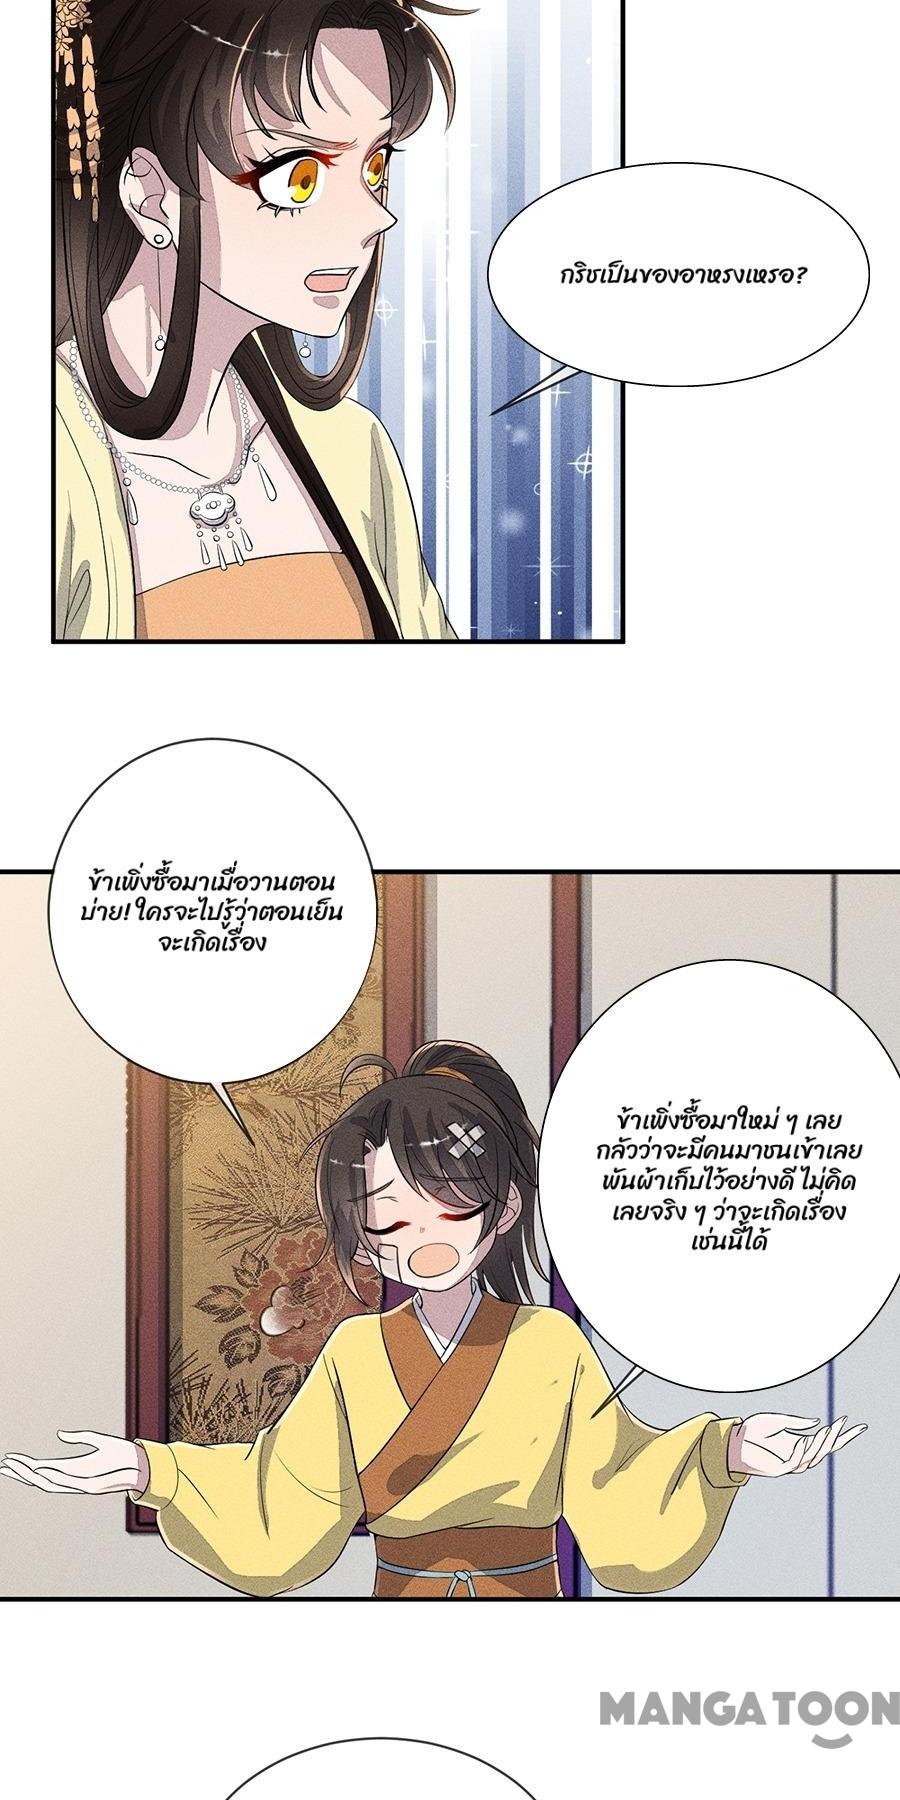 กริชเป็นของอาหรงเหรอ?
ข้าเพิ่งซื้อมาเมื่อวานตอน
บ่าย! ใครจะไปรู้ว่าตอนเย็น
จะเกิดเรื่อง
ข้าเพิ่งซื้อมาใหม่ ๆ เลย
กลัวว่าจะมีคนมาชนเข้าเลย
พันผ้าเก็บไว้อย่างดี ไม่คิด
เลยจริง ๆ ว่าจะเกิดเรื่อง
เช่นนี้ได้
MANGATOON